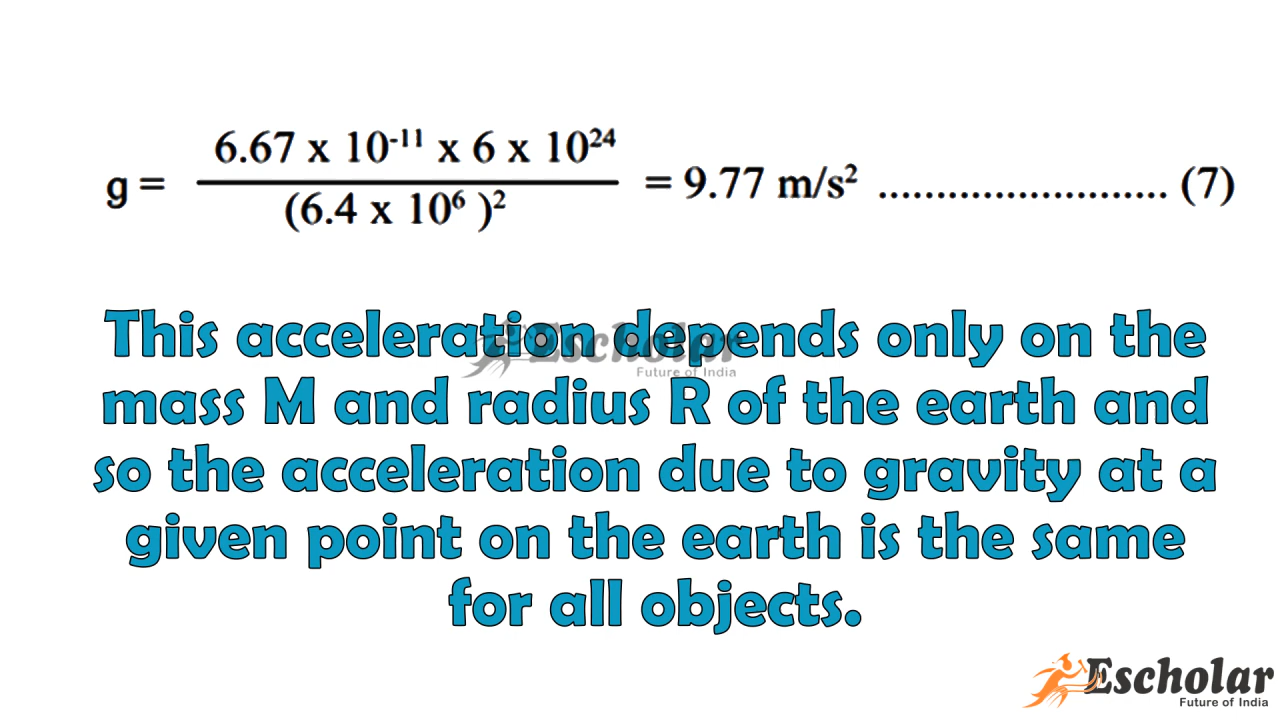 6.67 x 10⁻¹¹ x 6 x 10²⁴
g = ――――――――――― = 9.77 m/s² ......................... (7)
(6.4 x 10⁶ )²
This acceleration depends only on the
mass M and radius R of the earth and
so the acceleration due to gravity at a
given point on the earth is the same
for all objects.
Escholar
Future of India
Escholar
Future of India